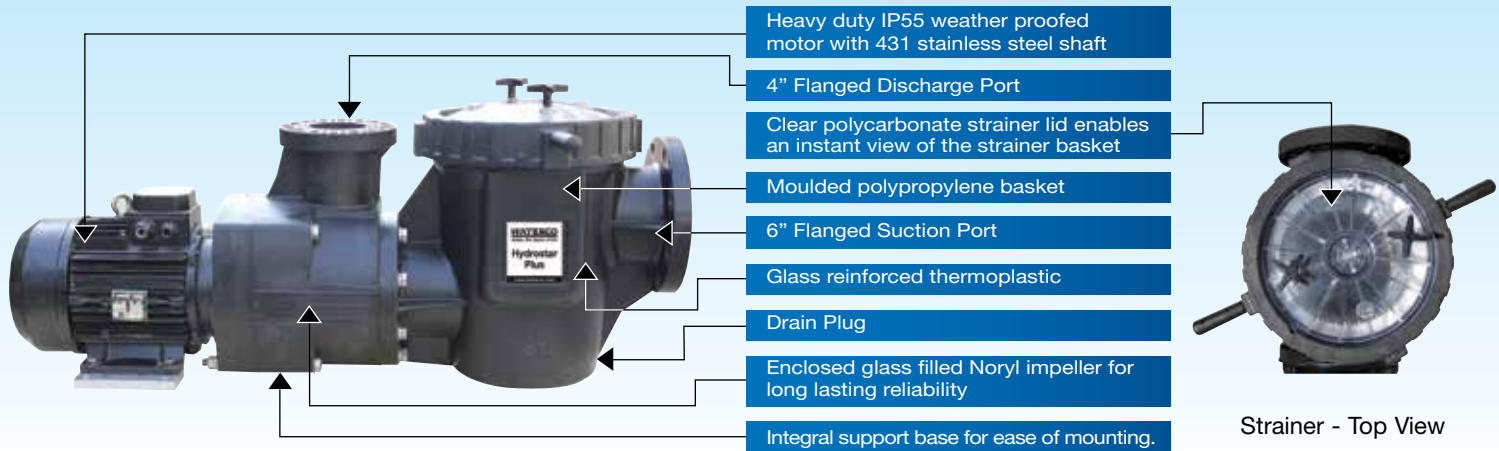 Heavy duty IP55 weather proofed
motor with 431 stainless steel shaft
4” Flanged Discharge Port
Clear polycarbonate strainer lid enables
an instant view of the strainer basket
Moulded polypropylene basket
6” Flanged Suction Port
WATERCO
Hydrostar
Plus
Glass reinforced thermoplastic
Drain Plug
Enclosed glass filled Noryl impeller for
long lasting reliability
Integral support base for ease of mounting.
Strainer - Top View